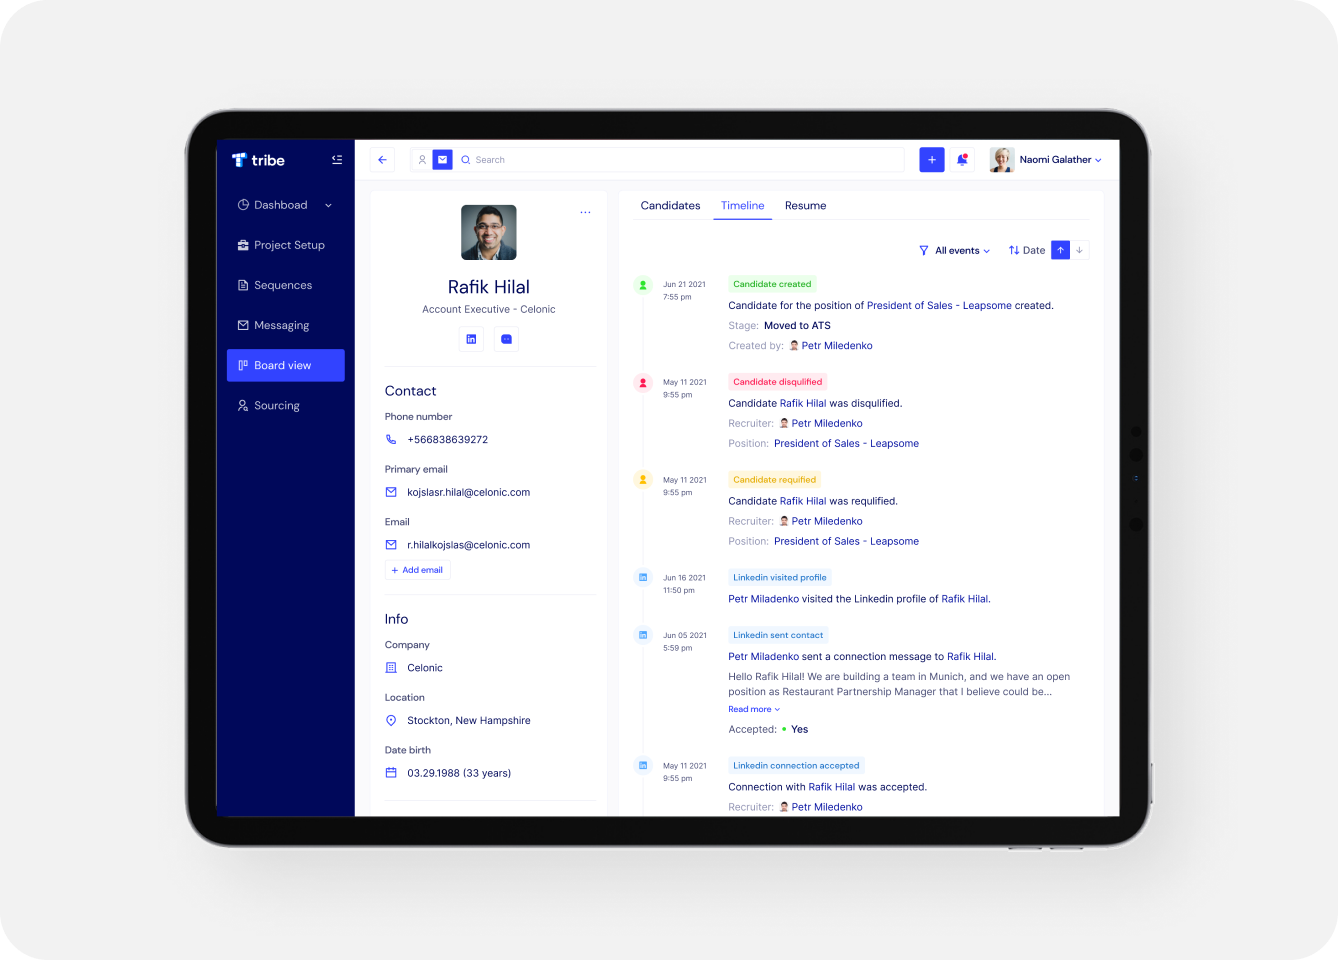 tribe
Dashboad
Project Setup
Sequences
Messaging
Board view
Sourcing
Search
Naomi Galather
Rafik Hilal
Account Executive - Celonic
Contact
Phone number
+566838639272
Primary email
kojslasr.hilal@celonic.com
Email
r.hilalkojslas@celonic.com
+ Add email
Info
Company
Celonic
Location
Stockton, New Hampshire
Date birth
03.29.1988 (33 years)
Candidates Timeline Resume
All events Date
Jun 21 2021
7:55 pm
Candidate created
Candidate for the position of President of Sales - Leapsome created.
Stage: Moved to ATS
Created by: Petr Miledenko
May 11 2021
9:55 pm
Candidate disqulified
Candidate Rafik Hilal was disqulified.
Recruiter: Petr Miledenko
Position: President of Sales - Leapsome
May 11 2021
9:55 pm
Candidate requified
Candidate Rafik Hilal was requlified.
Recruiter: Petr Miledenko
Position: President of Sales - Leapsome
Jun 16 2021
11:50 pm
Linkedin visited profile
Petr Miladenko visited the Linkedin profile of Rafik Hilal.
Jun 05 2021
5:59 pm
Linkedin sent contact
Petr Miladenko sent a connection message to Rafik Hilal.
Hello Rafik Hilal! We are building a team in Munich, and we have an open
position as Restaurant Partnership Manager that I believe could be...
Read more
Accepted: Yes
May 11 2021
9:55 pm
Linkedin connection accepted
Connection with Rafik Hilal was accepted.
Recruiter: Petr Miledenko